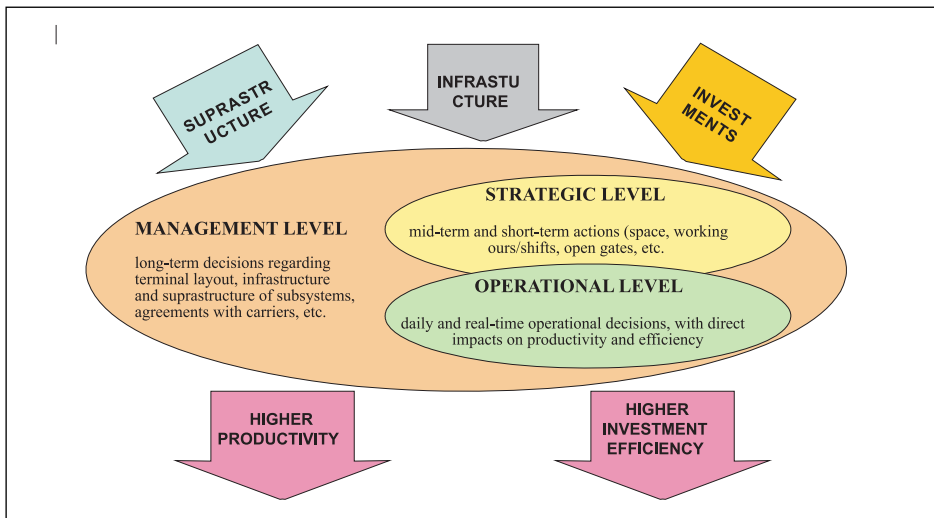 SUPRASTR
UCTURE
INFRASTU
CTURE
INVEST
MENTS
STRATEGIC LEVEL
mid-term and short-term actions (space, working
ours/shifts, open gates, etc.
MANAGEMENT LEVEL
long-term decisions regarding
terminal layout, infrastructure
and suprastructure of subsystems,
agreements with carriers, etc.
OPERATIONAL LEVEL
daily and real-time operational decisions, with direct
impacts on productivity and efficiency
HIGHER
PRODUCTIVITY
HIGHER
INVESTMENT
EFFICIENCY